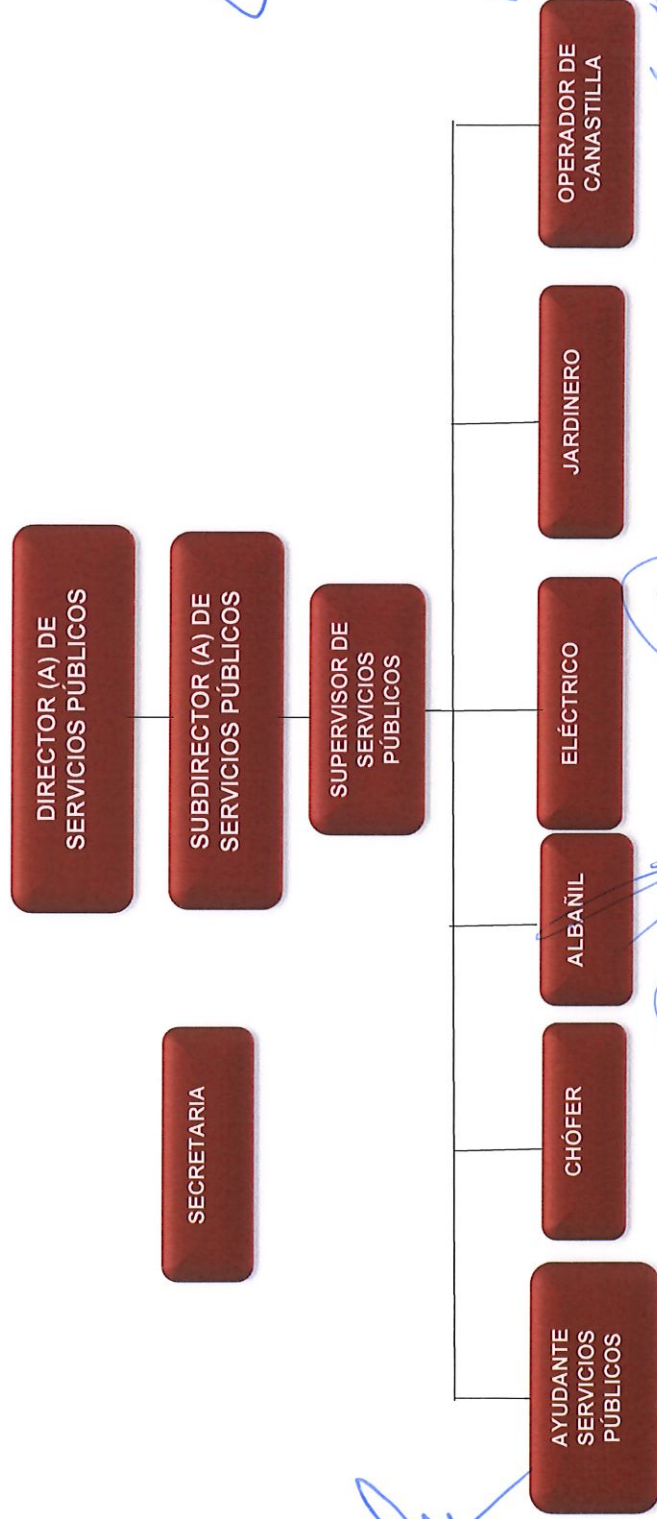 DIRECTOR (A) DE
SERVICIOS PÚBLICOS
SUBDIRECTOR (A) DE
SERVICIOS PÚBLICOS
SECRETARIA
SUPERVISOR DE
SERVICIOS
PÚBLICOS
AYUDANTE
SERVICIOS
PÚBLICOS
CHÓFER
ALBAÑIL
ELÉCTRICO
JARDINERO
OPERADOR DE
CANASTILLA